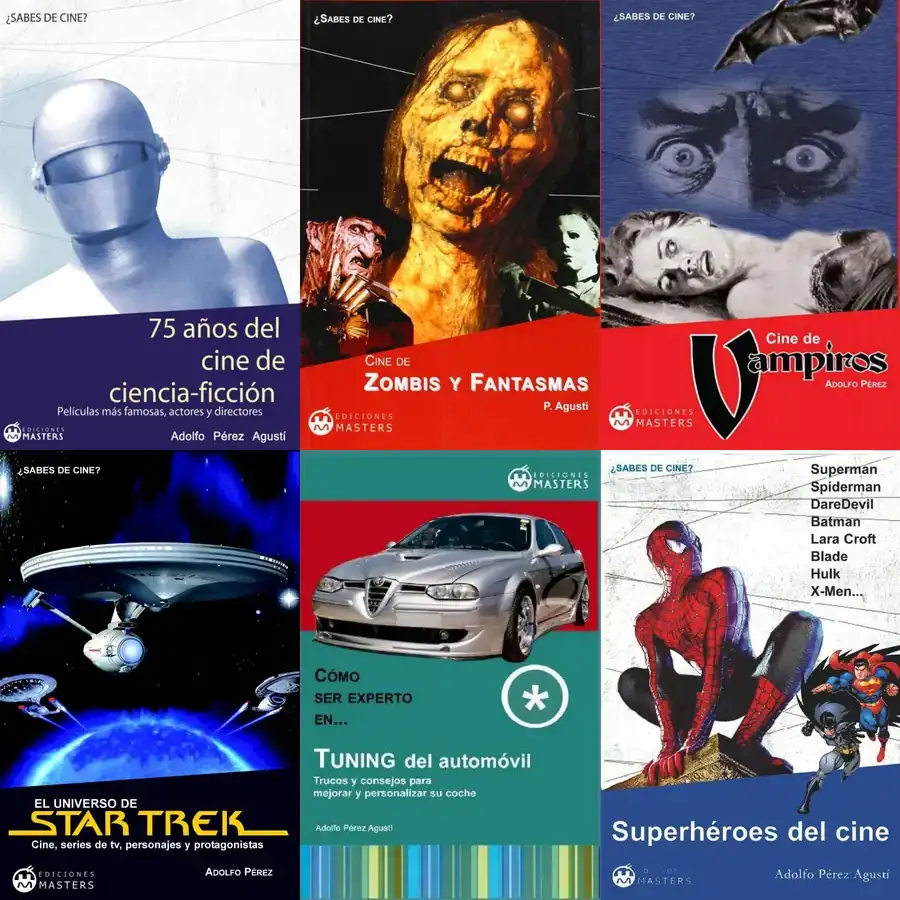 ¿SABES DE CINE?
75 años del
cine de
ciencia-ficción
Películas más famosas, actores y directores
EDICIONES
MASTERS
Adolfo Pérez Agustí
¿SABES DE CINE?
CINE DE
ZOMBIS Y FANTASMAS
P. AGUSTÍ
EDICIONES
MASTERS
¿SABES DE CINE?
Cine de
Vampiros
ADOLFO PÉREZ
EDICIONES
MASTERS
¿SABES DE CINE?
EL UNIVERSO DE
STAR TREK
Cine, series de tv, personajes y protagonistas
ADOLFO PÉREZ
EDICIONES
MASTERS
EDICIONES
MASTERS
CÓMO
SER EXPERTO
EN...
*
TUNING del automóvil
Trucos y consejos para
mejorar y personalizar su coche
Adolfo Pérez Agustí
¿SABES DE CINE?
Superman
Spiderman
DareDevil
Batman
Lara Croft
Blade
Hulk
X-Men...
Superhéroes del cine
MASTERS
Adolfo Pérez Agustí